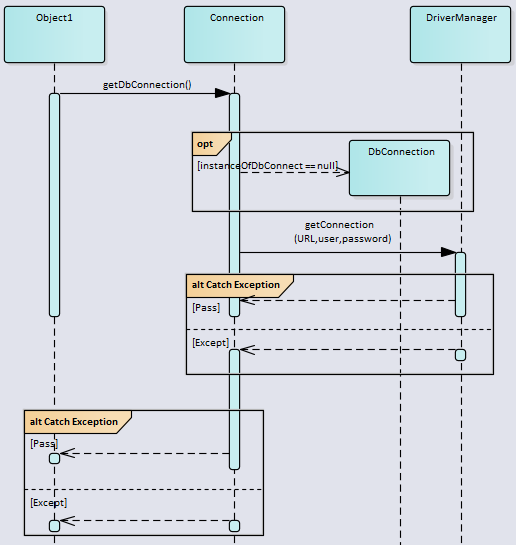 Object1
Connection
DriverManager
getDbConnection()
opt
[instanceOfDbConnect == null]
DbConnection
getConnection
(URL,user,password)
alt Catch Exception
[Pass]
[Except]
alt Catch Exception
[Pass]
[Except]